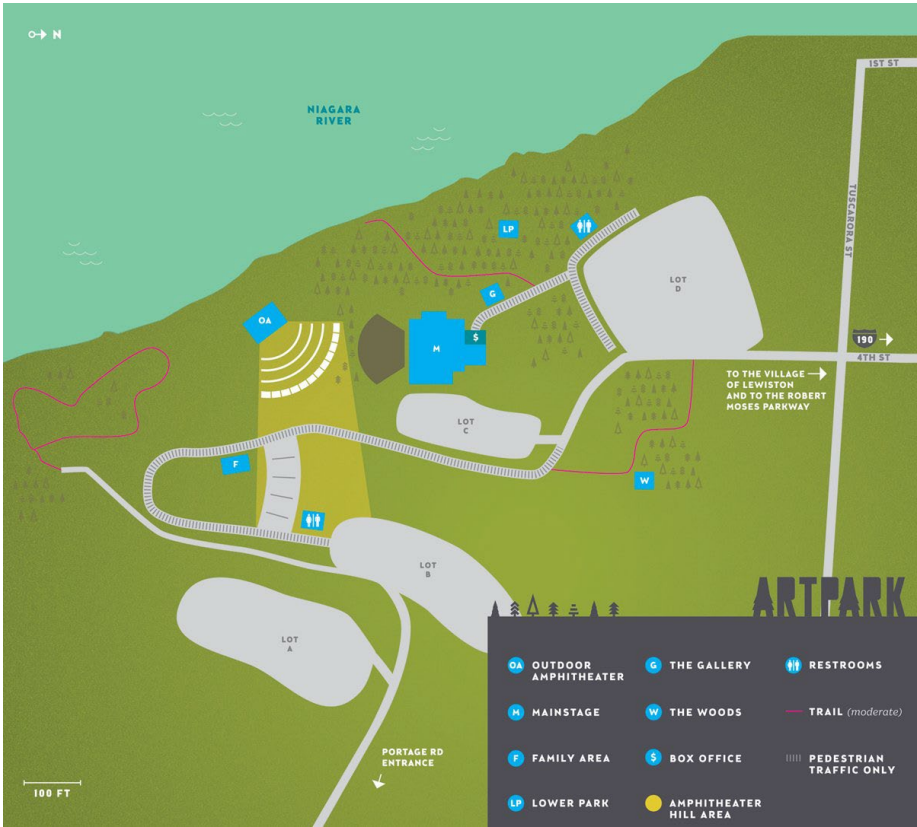 N
NIAGARA
RIVER
1ST ST
TUSCARORA ST
LP
LOT
D
G
OA
$
M
190
4TH ST
TO THE VILLAGE
OF LEWISTON
AND TO THE ROBERT
MOSES PARKWAY
LOT
C
F
W
LOT
B
LOT
A
ARTPARK
PORTAGE RD
ENTRANCE
100 FT
OA OUTDOOR
AMPHITHEATER
G THE GALLERY
RESTROOMS
M MAINSTAGE
W THE WOODS
TRAIL (moderate)
F FAMILY AREA
$ BOX OFFICE
PEDESTRIAN
TRAFFIC ONLY
LP LOWER PARK
AMPHITHEATER
HILL AREA